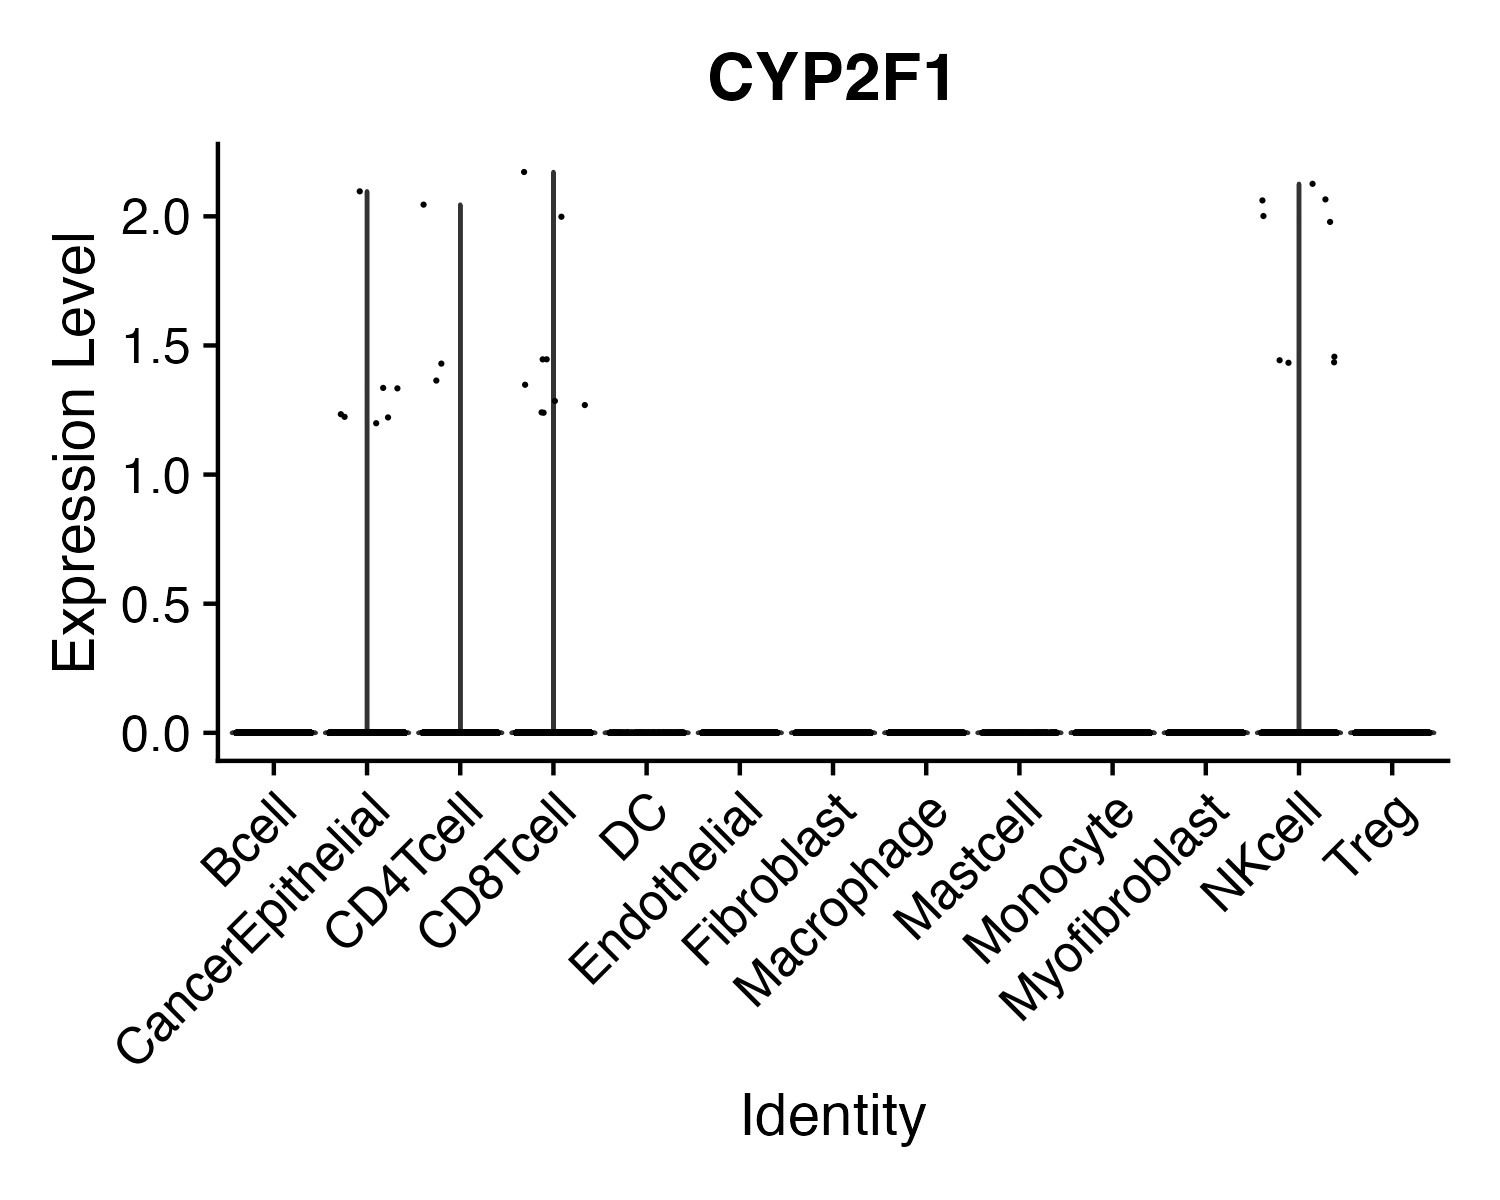 CYP2F1
Expression Level
2.0
1.5
1.0
0.5
0.0
Bcell
CancerEpithelial
CD4Tcell
CD8Tcell
DC
Endothelial
Fibroblast
Macrophage
Mastcell
Monocyte
Myofibroblast
NKcell
Treg
Identity